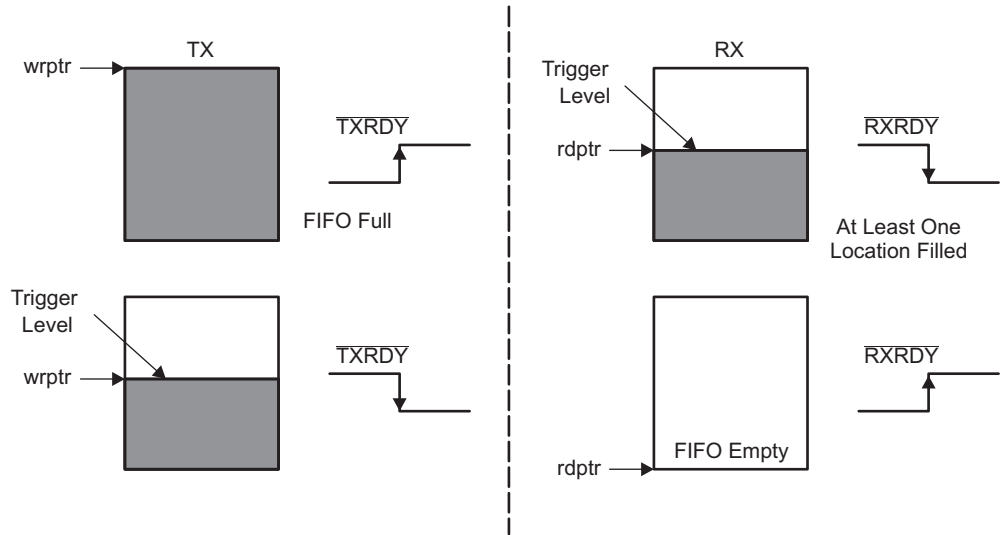 TX
wrptr
TXRDY
FIFO Full
Trigger
Level
TXRDY
wrptr
RX
Trigger
Level
RXRDY
rdptr
At Least One
Location Filled
RXRDY
FIFO Empty
rdptr